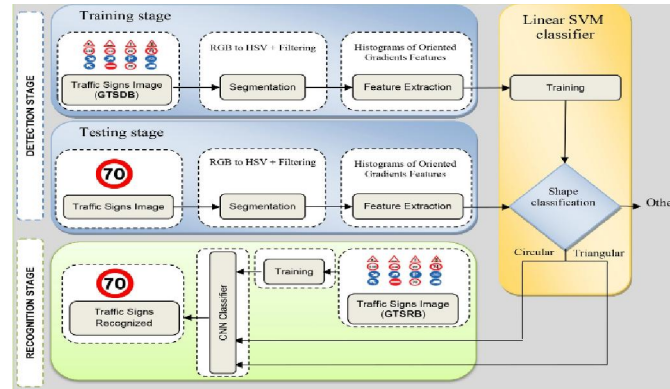 DETECTION STAGE
Training stage
Traffic Signs Image
(GTSDB)
RGB to HSV + Filtering
Segmentation
Histograms of Oriented
Gradients Features
Feature Extraction
Linear SVM
classifier
Training
Testing stage
70
Traffic Signs Image
RGB to HSV + Filtering
Segmentation
Histograms of Oriented
Gradients Features
Feature Extraction
Shape
classification
Othe
Circular
Triangular
RECOGNITION STAGE
70
Traffic Signs
Recognized
CNN Classifier
Training
Traffic Signs Image
(GTSRB)